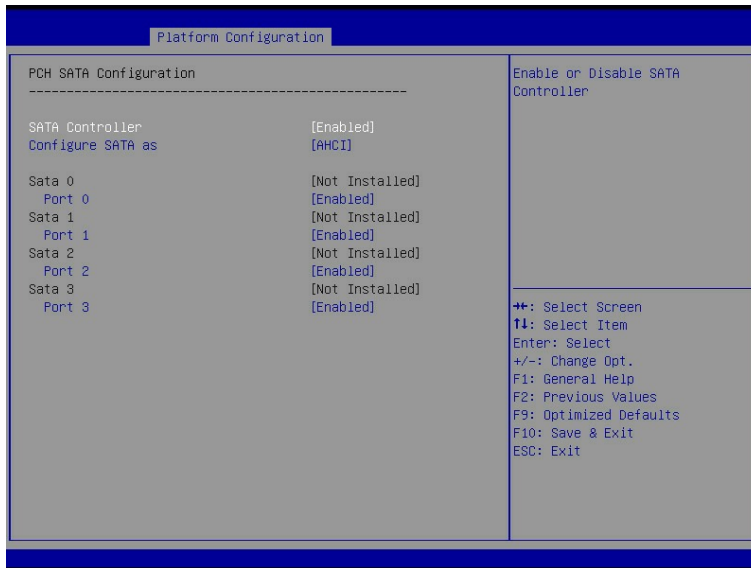 Platform Configuration
PCH SATA Configuration
--------------------------------------------------
SATA Controller [Enabled]
Configure SATA as [AHCI]
Sata 0 [Not Installed]
Port 0 [Enabled]
Sata 1 [Not Installed]
Port 1 [Enabled]
Sata 2 [Not Installed]
Port 2 [Enabled]
Sata 3 [Not Installed]
Port 3 [Enabled]
Enable or Disable SATA
Controller
→←: Select Screen
↑↓: Select Item
Enter: Select
+/-: Change Opt.
F1: General Help
F2: Previous Values
F9: Optimized Defaults
F10: Save & Exit
ESC: Exit